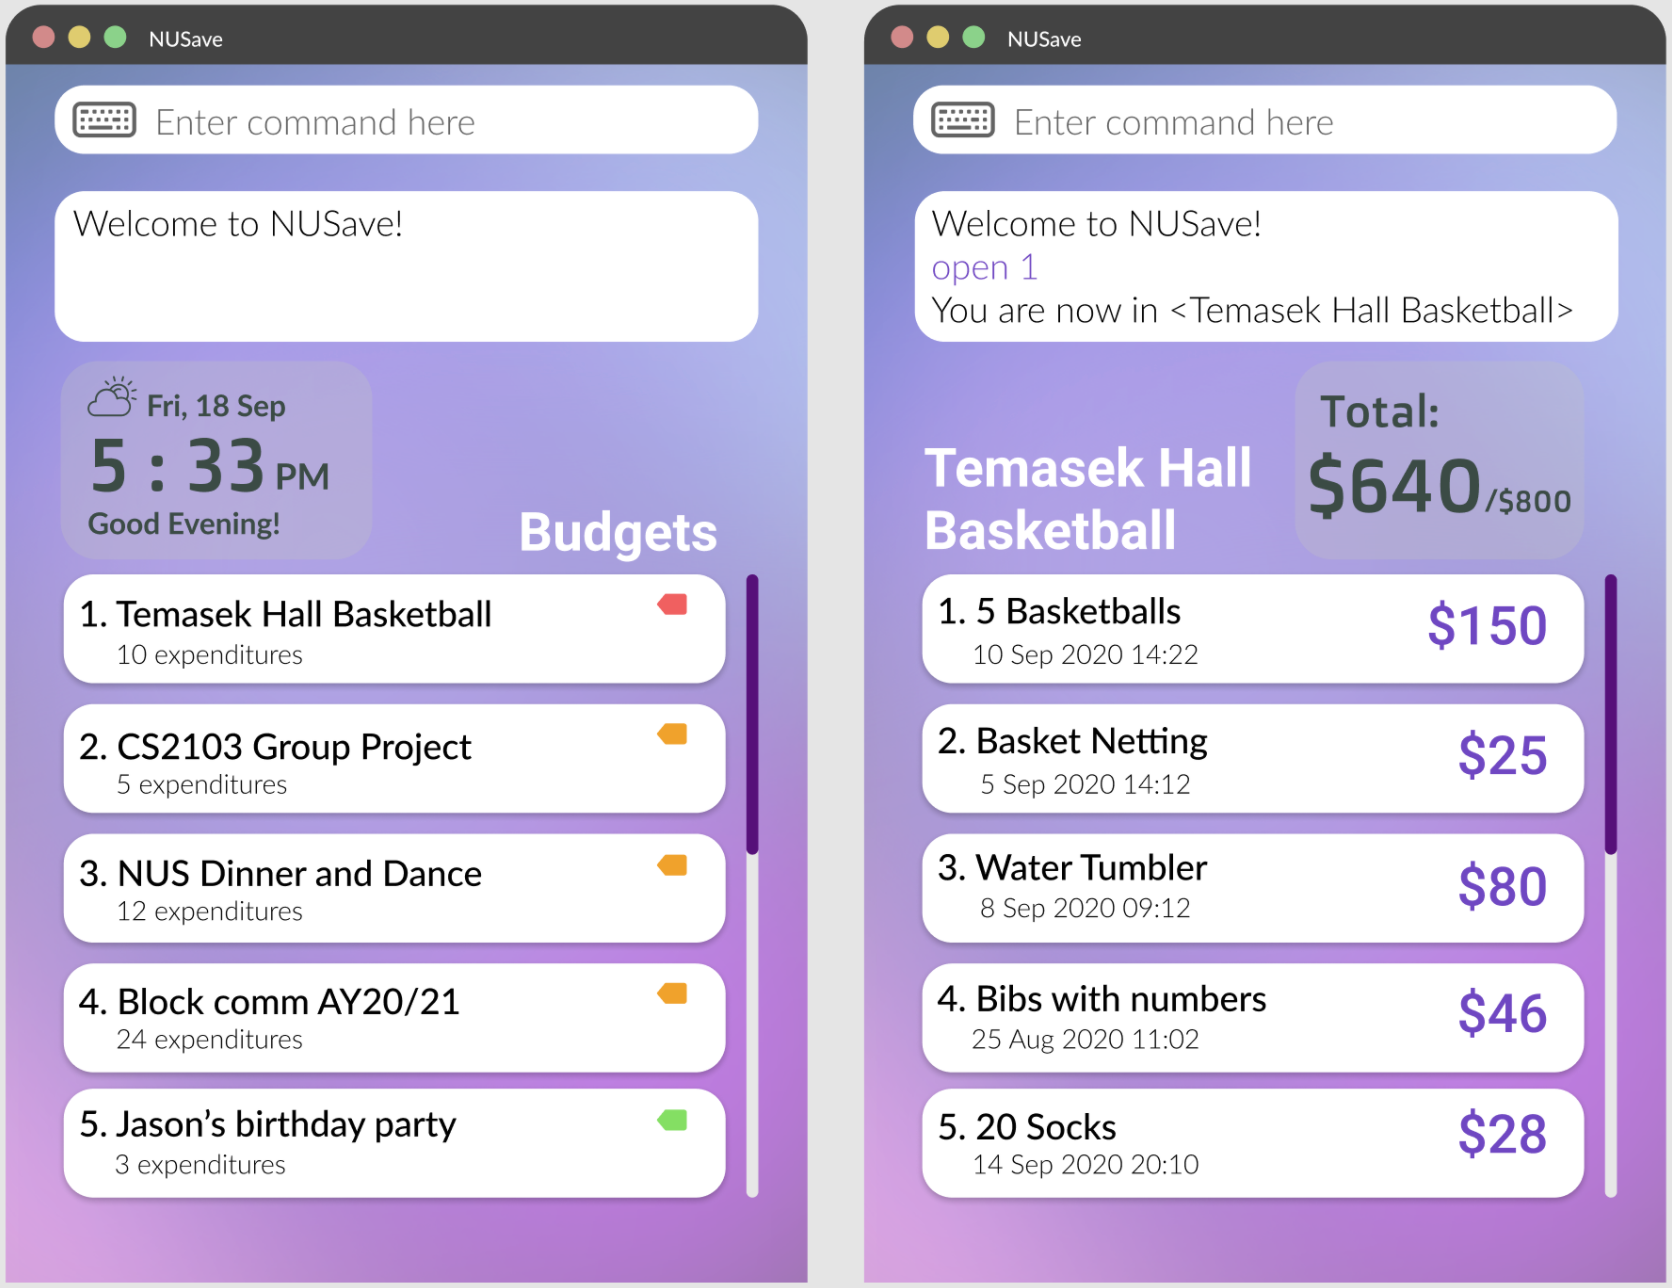 NUSave
Enter command here
Welcome to NUSave!
Fri, 18 Sep
5 : 33 PM
Good Evening!
Budgets
1. Temasek Hall Basketball
10 expenditures
2. CS2103 Group Project
5 expenditures
3. NUS Dinner and Dance
12 expenditures
4. Block comm AY20/21
24 expenditures
5. Jason's birthday party
3 expenditures
NUSave
Enter command here
Welcome to NUSave!
open 1
You are now in <Temasek Hall Basketball>
Temasek Hall
Basketball
Total:
$640/$800
1. 5 Basketballs
10 Sep 2020 14:22
$150
2. Basket Netting
5 Sep 2020 14:12
$25
3. Water Tumbler
8 Sep 2020 09:12
$80
4. Bibs with numbers
25 Aug 2020 11:02
$46
5. 20 Socks
14 Sep 2020 20:10
$28